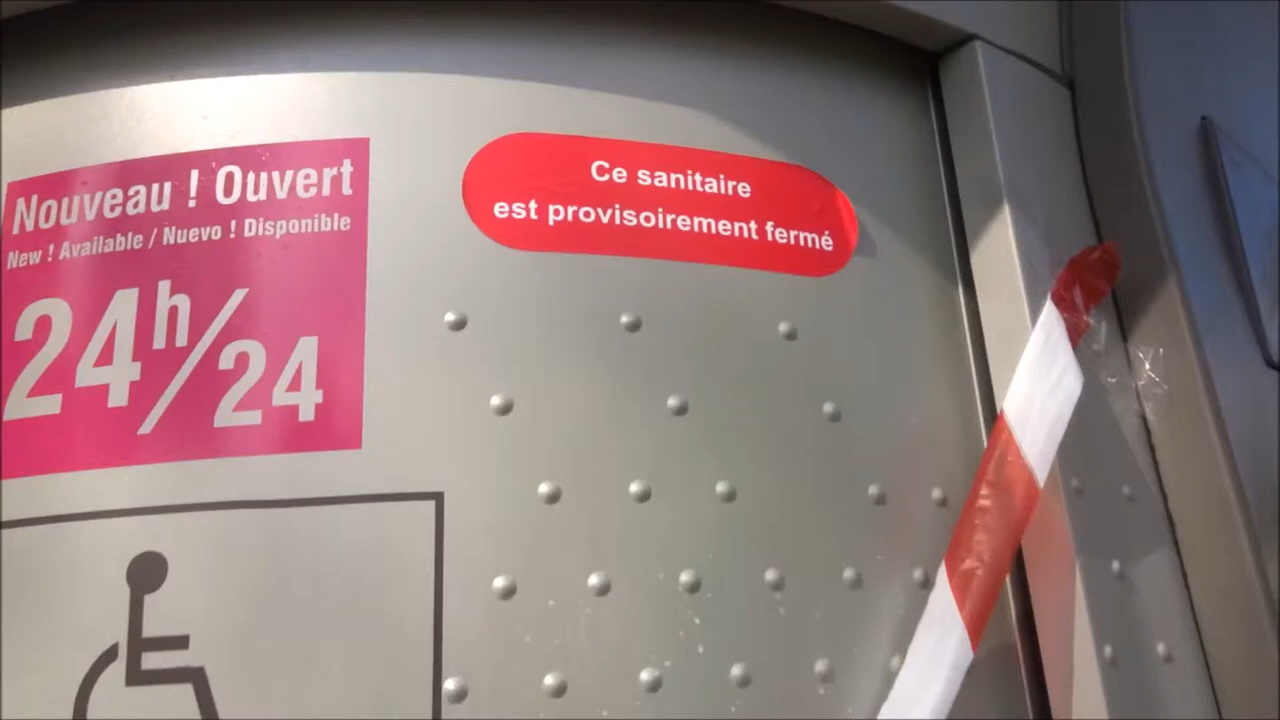 Nouveau ! Ouvert
New ! Available / Nuevo ! Disponible
24h/24
Ce sanitaire
est provisoirement fermé